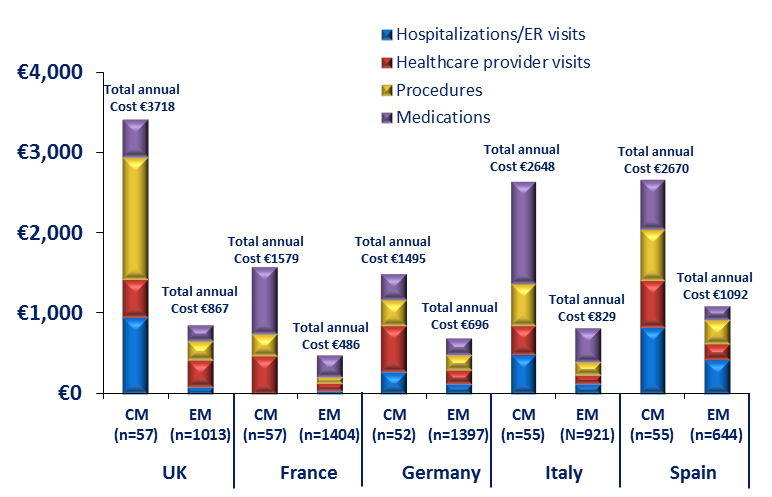 Hospitalizations/ER visits
Healthcare provider visits
Procedures
Medications
€4,000
€3,000
€2,000
€1,000
€0
Total annual
Cost €3718
Total annual
Cost €867
Total annual
Cost €1579
Total annual
Cost €486
Total annual
Cost €1495
Total annual
Cost €696
Total annual
Cost €2648
Total annual
Cost €829
Total annual
Cost €2670
Total annual
Cost €1092
CM EM CM EM CM EM CM EM CM EM
(n=57) (n=1013) (n=57) (n=1404) (n=52) (n=1397) (n=55) (N=921) (n=55) (n=644)
UK France Germany Italy Spain